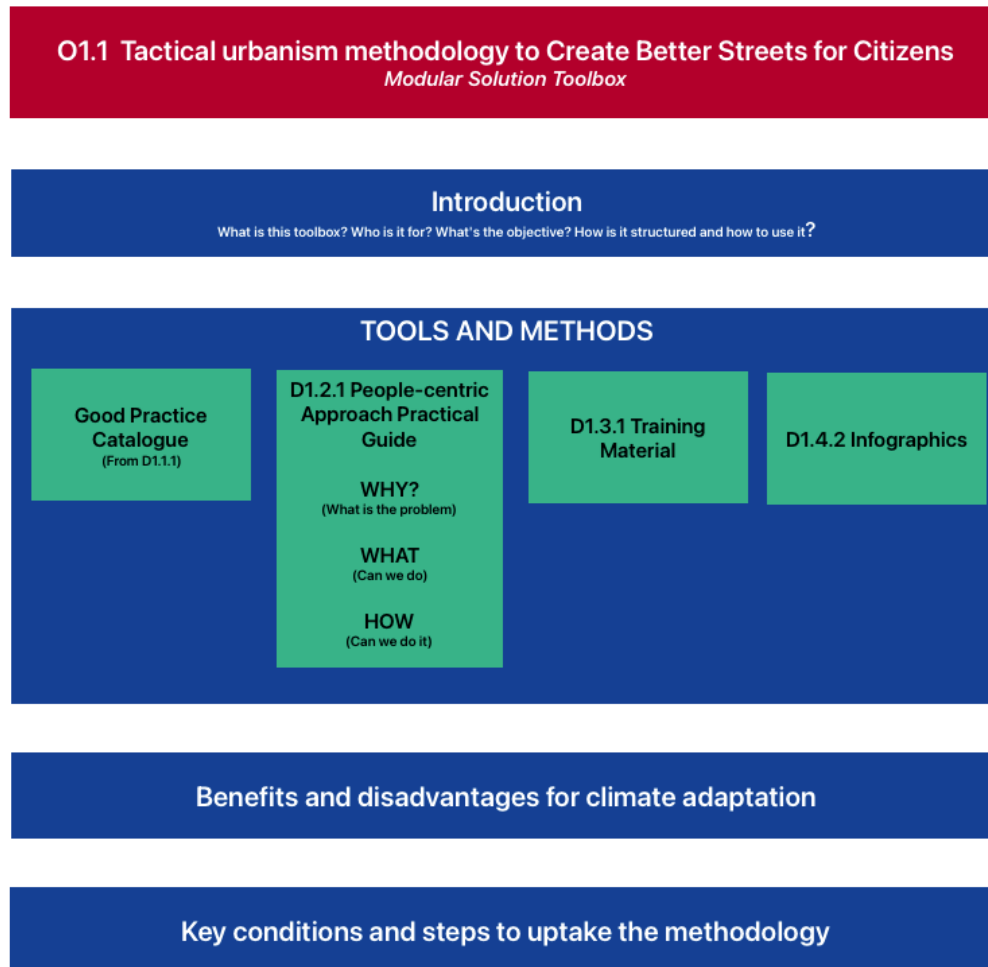 O1.1 Tactical urbanism methodology to Create Better Streets for Citizens
Modular Solution Toolbox
Introduction
What is this toolbox? Who is it for? What's the objective? How is it structured and how to use it?
TOOLS AND METHODS
Good Practice
Catalogue
(From D1.1.1)
D1.2.1 People-centric
Approach Practical
Guide
WHY?
(What is the problem)
WHAT
(Can we do)
HOW
(Can we do it)
D1.3.1 Training
Material
D1.4.2 Infographics
Benefits and disadvantages for climate adaptation
Key conditions and steps to uptake the methodology